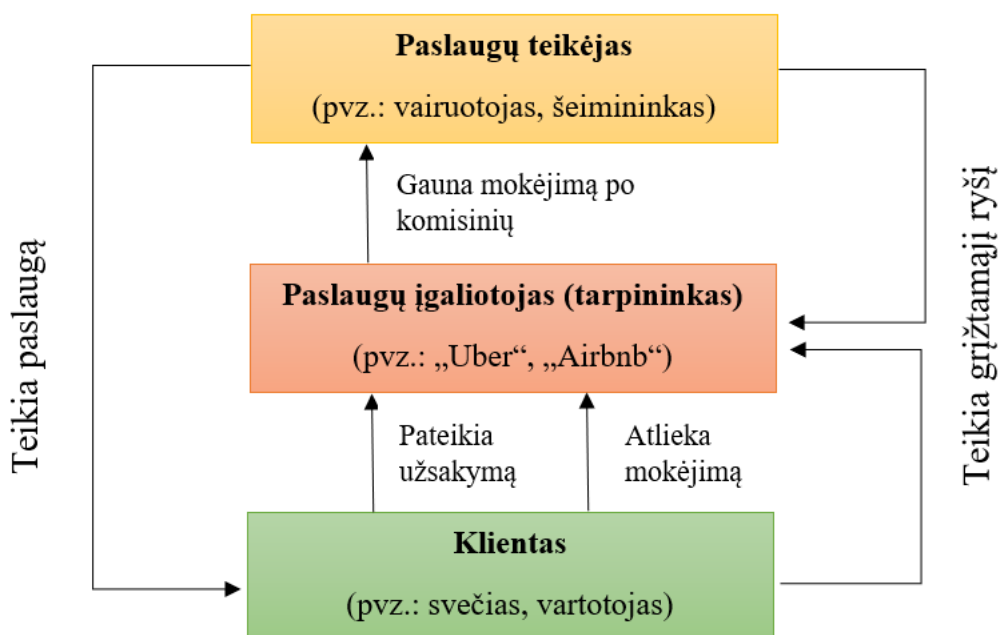 Paslaugų teikėjas
(pvz.: vairuotojas, šeimininkas)
Gauna mokėjimą po
komisinių
Teikia paslaugą
Teikia grįžtamąjį ryšį
Paslaugų įgaliotojas (tarpininkas)
(pvz.: „Uber“, „Airbnb“)
Pateikia
užsakymą
Atlieka
mokėjimą
Klientas
(pvz.: svečias, vartotojas)